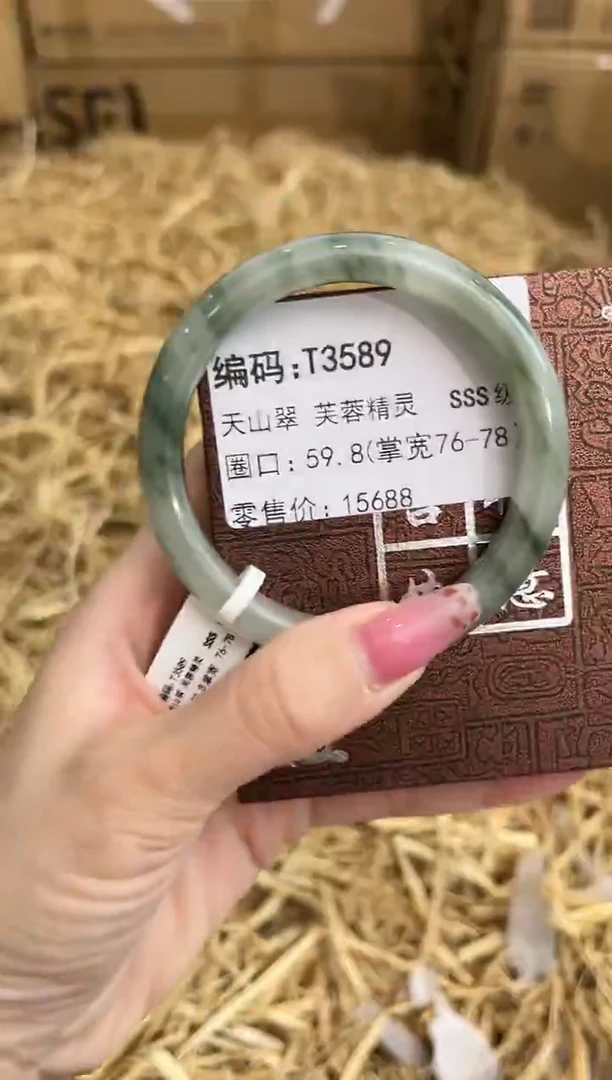 SF
编码:T3589
天山翠 芙蓉精灵 SSS级
圈口: 59.8(掌宽76-78)
零售价: 15688